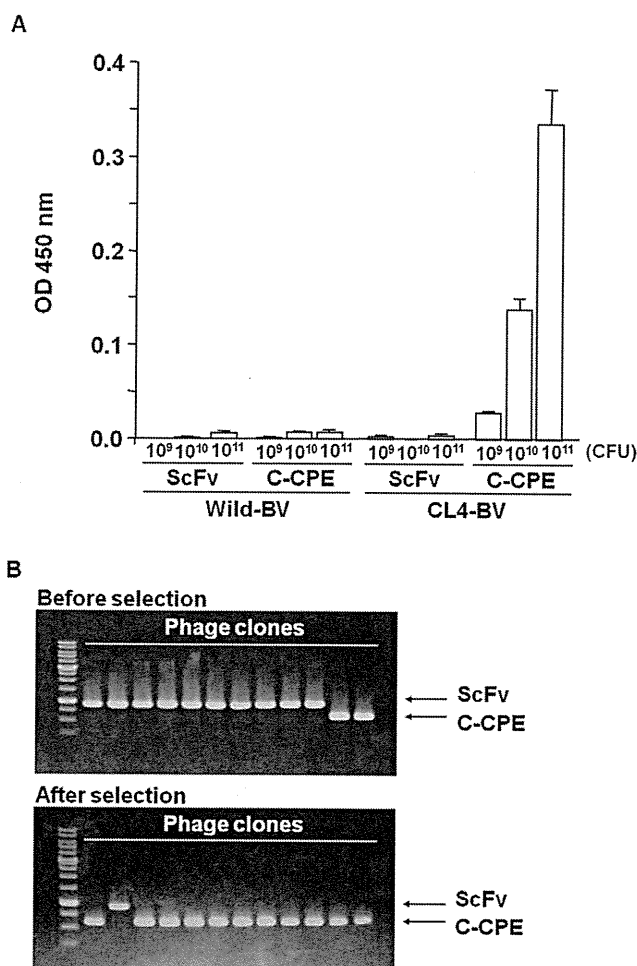 A
0.4
0.3
0.2
0.1
0.0
OD 450 nm
10⁹ 10¹⁰ 10¹¹ 10⁹ 10¹⁰ 10¹¹ 10⁹ 10¹⁰ 10¹¹ 10⁹ 10¹⁰ 10¹¹ (CFU)
ScFv C-CPE ScFv C-CPE
Wild-BV CL4-BV
B
Before selection
Phage clones
ScFv
C-CPE
After selection
Phage clones
ScFv
C-CPE